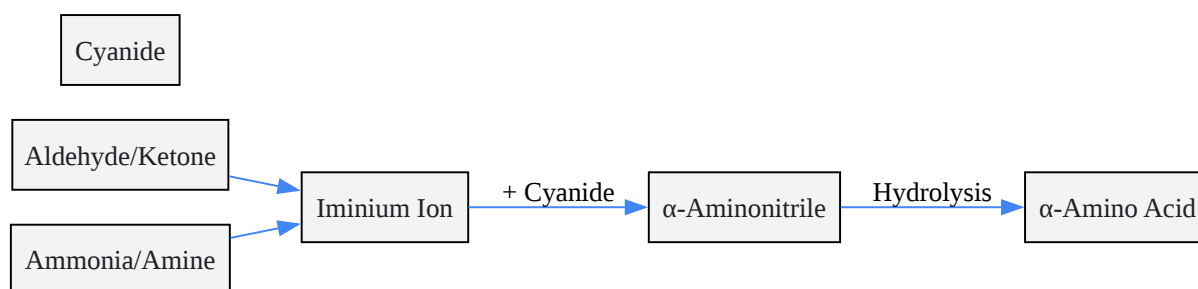 Cyanide
Aldehyde/Ketone
Ammonia/Amine
Iminium Ion
+ Cyanide
α-Aminonitrile
Hydrolysis
α-Amino Acid